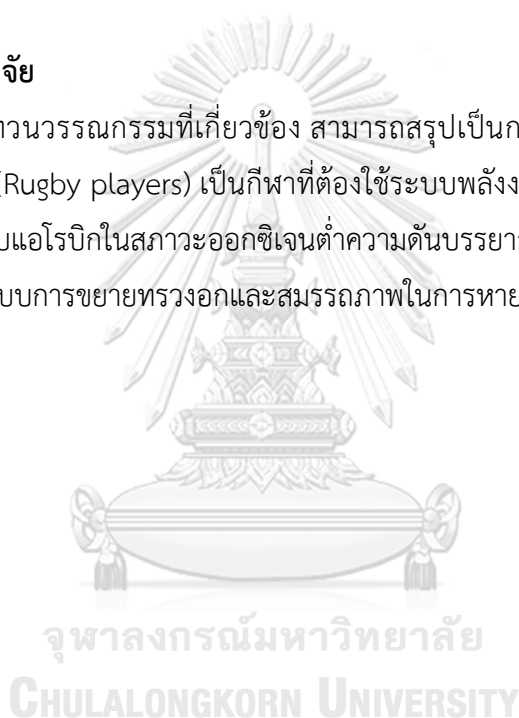 จัย
ทวนวรรณกรรมที่เกี่ยวข้อง สามารถสรุปเป็นก
(Rugby players) เป็นกีฬาที่ต้องใช้ระบบพลังง
บแอโรบิกในสภาวะออกซิเจนต่ำความดันบรรยา
บบการขยายทรวงอกและสมรรถภาพในการหาย
จุฬาลงกรณ์มหาวิทยาลัย
CHULALONGKORN UNIVERSITY